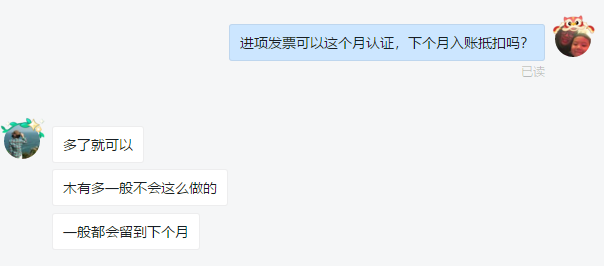 进项发票可以这个月认证，下个月入账抵扣吗？
已读
多了就可以
木有多一般不会这么做的
一般都会留到下个月